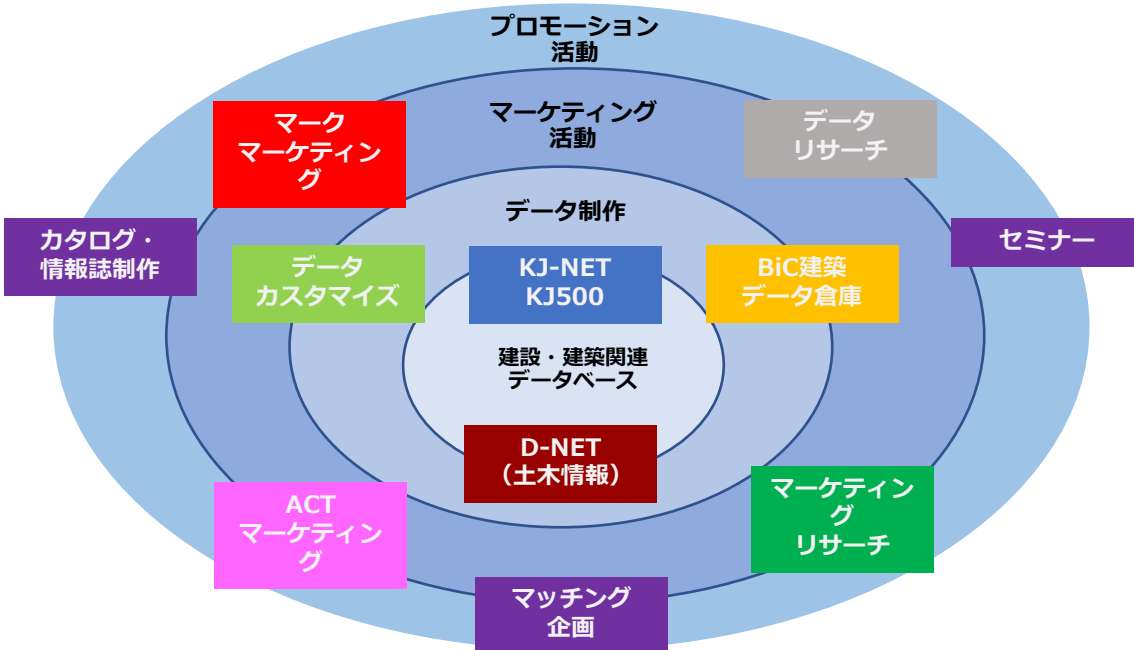 プロモーション
活動
マーケティング
活動
マーク
マーケティン
グ
データ
リサーチ
データ制作
カタログ・
情報誌制作
セミナー
データ
カスタマイズ
KJ-NET
KJ500
BiC建築
データ倉庫
建設・建築関連
データベース
D-NET
（土木情報）
ACT
マーケティン
グ
マーケティン
グ
リサーチ
マッチング
企画